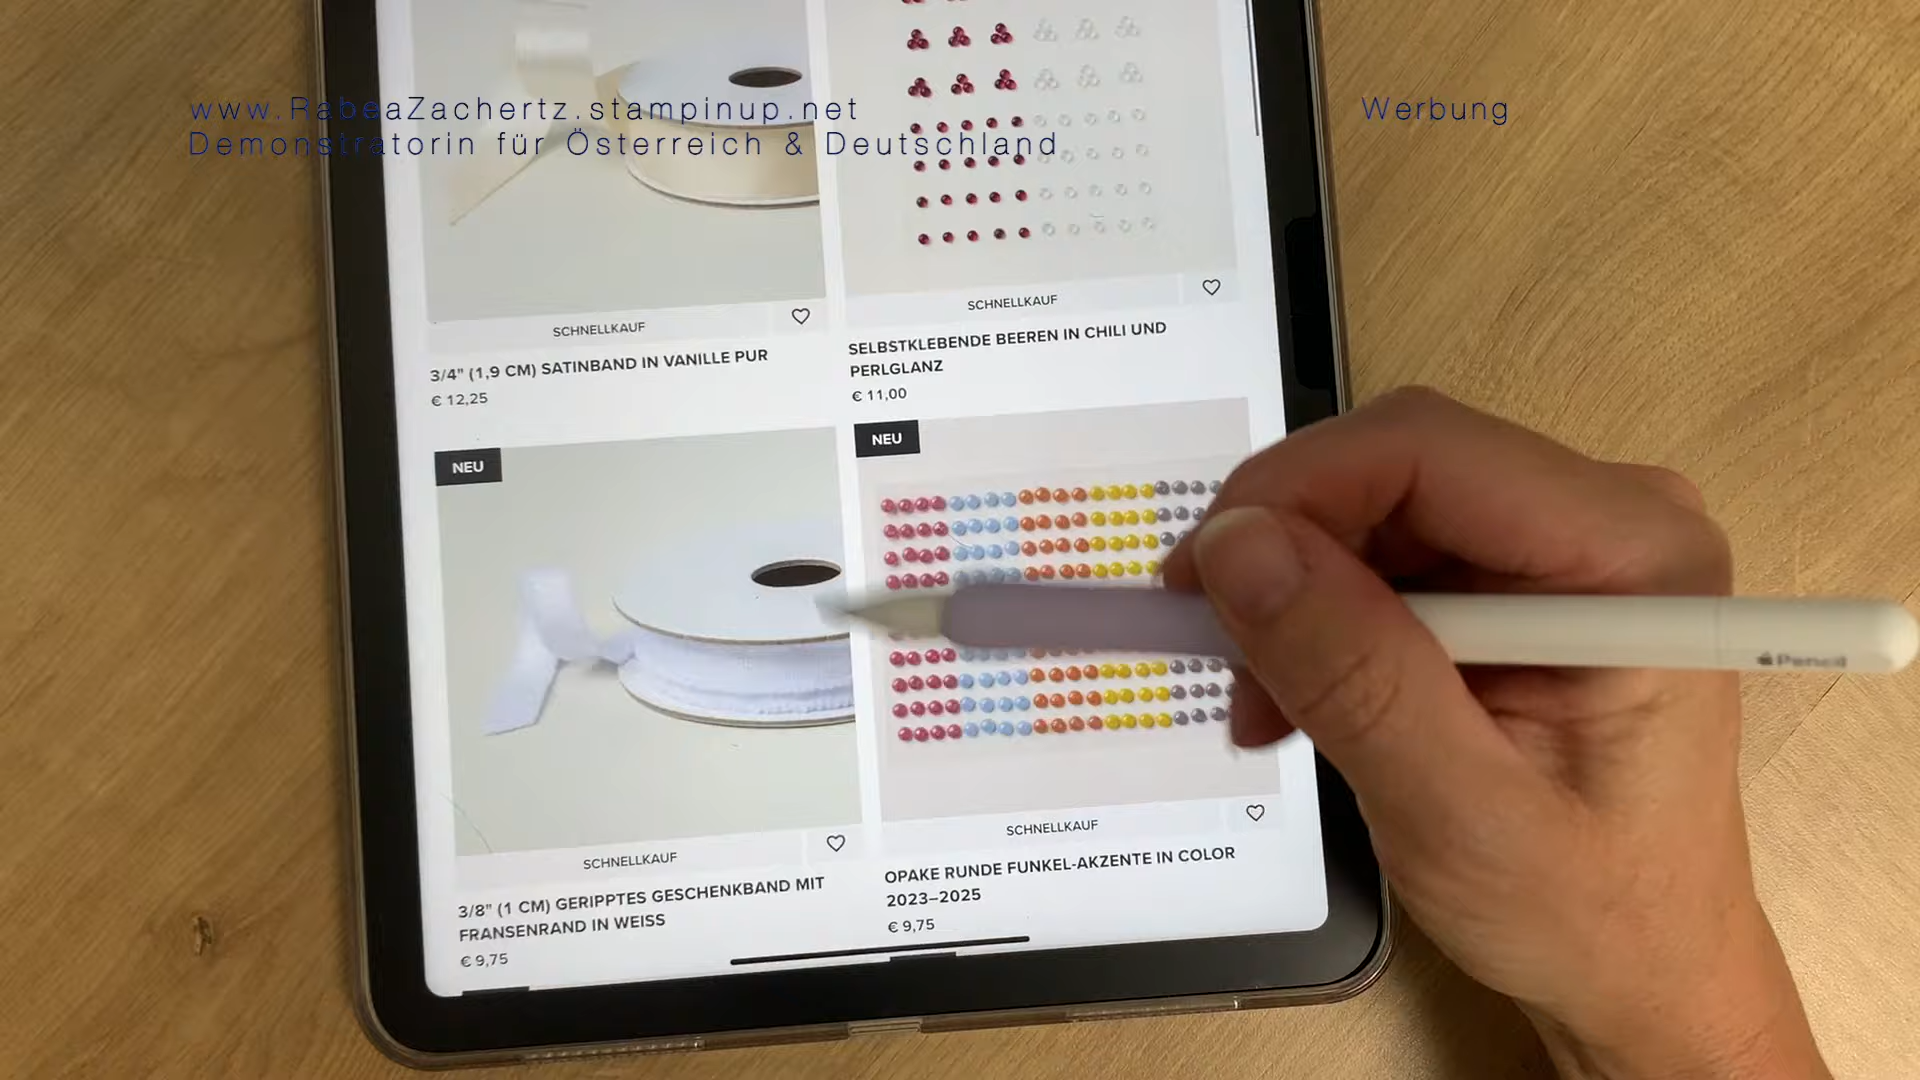 www.RabeaZachertz.stampinup.net
Demonstratorin für Österreich & Deutschland
Werbung
SCHNELLKAUF
3/4" (1,9 CM) SATINBAND IN VANILLE PUR
€ 12,25
SCHNELLKAUF
SELBSTKLEBENDE BEEREN IN CHILI UND
PERLGLANZ
€ 11,00
NEU
SCHNELLKAUF
3/8" (1 CM) GERIPPTES GESCHENKBAND MIT
FRANSENRAND IN WEISS
€ 9,75
NEU
SCHNELLKAUF
OPAKE RUNDE FUNKEL-AKZENTE IN COLOR
2023–2025
€ 9,75
Pencil